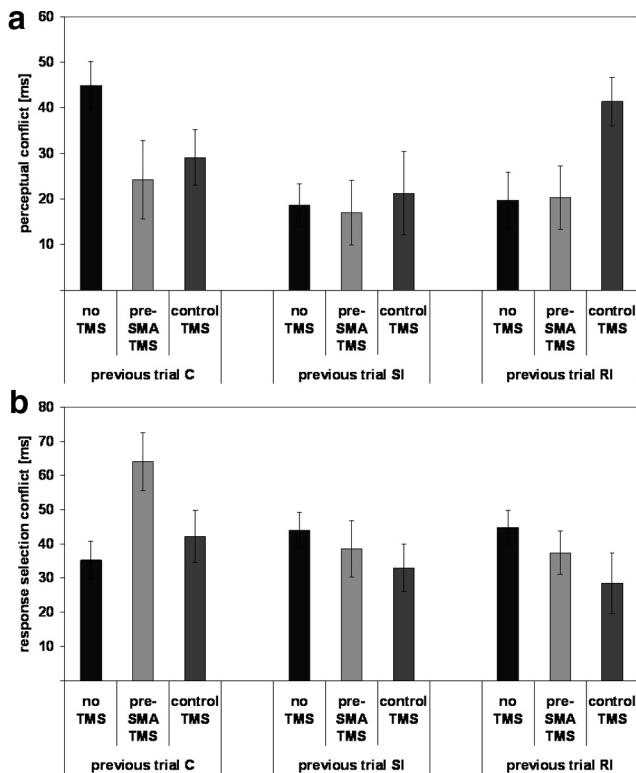 a
perceptual conflict [ms]
60
50
40
30
20
10
no pre- control no pre- control no pre- control
TMS SMA TMS TMS SMA TMS TMS SMA TMS
TMS TMS TMS
previous trial C previous trial SI previous trial RI
b
response selection conflict [ms]
80
70
60
50
40
30
20
10
no pre- control no pre- control no pre- control
TMS SMA TMS TMS SMA TMS TMS SMA TMS
TMS TMS TMS
previous trial C previous trial SI previous trial RI